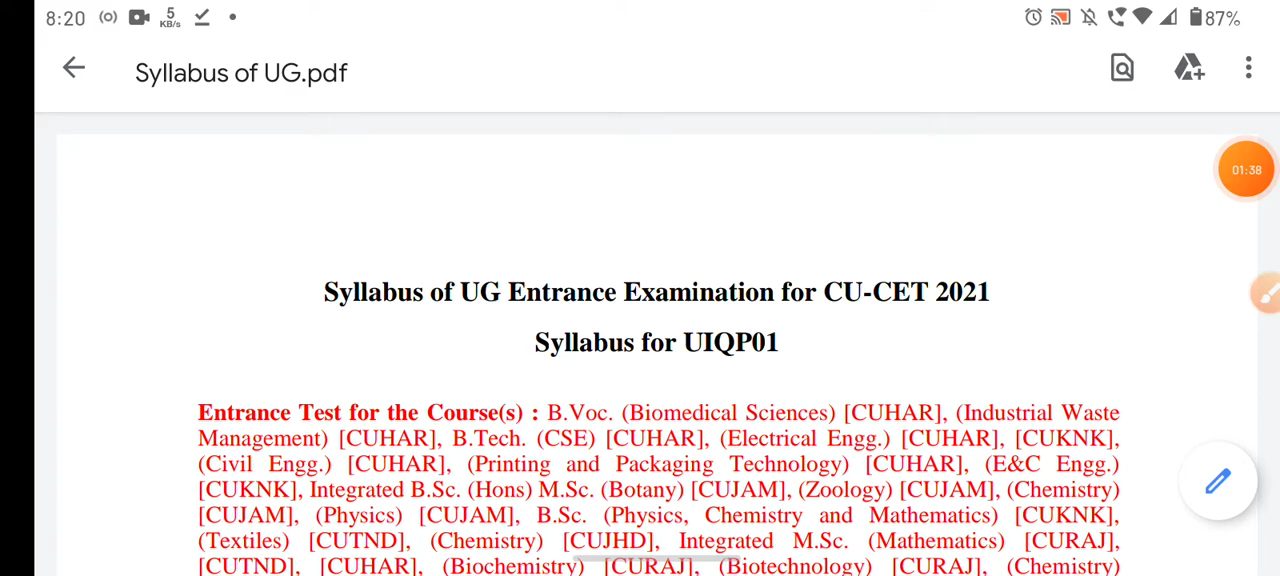 8:20 5 KB/s 87%
Syllabus of UG.pdf
01:38
Syllabus of UG Entrance Examination for CU-CET 2021
Syllabus for UIQP01
Entrance Test for the Course(s) : B.Voc. (Biomedical Sciences) [CUHAR], (Industrial Waste
Management) [CUHAR], B.Tech. (CSE) [CUHAR], (Electrical Engg.) [CUHAR], [CUKNK],
(Civil Engg.) [CUHAR], (Printing and Packaging Technology) [CUHAR], (E&C Engg.)
[CUKNK], Integrated B.Sc. (Hons) M.Sc. (Botany) [CUJAM], (Zoology) [CUJAM], (Chemistry)
[CUJAM], (Physics) [CUJAM], B.Sc. (Physics, Chemistry and Mathematics) [CUKNK],
(Textiles) [CUTND], (Chemistry) [CUJHD], Integrated M.Sc. (Mathematics) [CURAJ],
[CUTND], [CUHAR], (Biochemistry) [CURAJ], (Biotechnology) [CURAJ], (Chemistry)